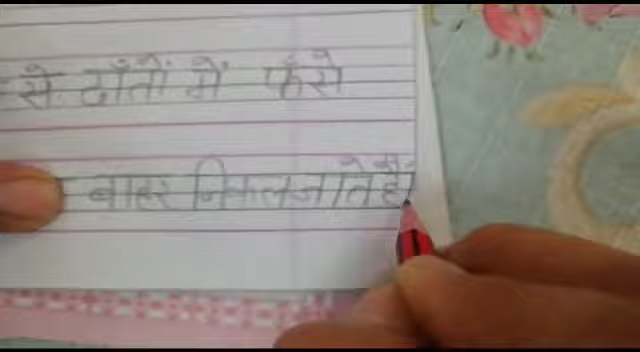 से दाँतों में फँसे
बाहर निकल जाते हैं।